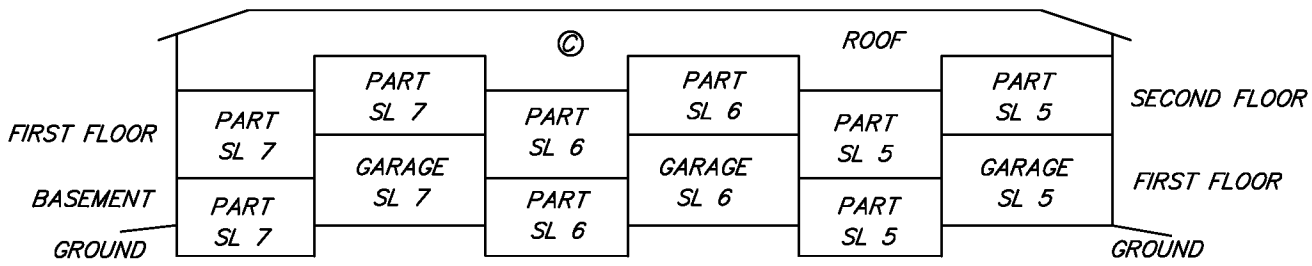 Ⓒ
ROOF
PART
SL 7
PART
SL 6
PART
SL 5
SECOND FLOOR
FIRST FLOOR
PART
SL 7
PART
SL 6
PART
SL 5
GARAGE
SL 7
GARAGE
SL 6
GARAGE
SL 5
FIRST FLOOR
BASEMENT
PART
SL 7
PART
SL 6
PART
SL 5
GROUND
GROUND